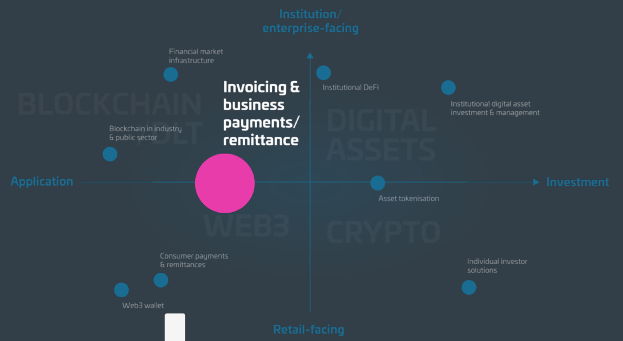 Institution/
enterprise-facing
Financial market
infrastructure
Invoicing &
business
payments/
remittance
Institutional DeFi
Institutional digital asset
investment & management
BLOCKCHAIN
DLT
DIGITAL
ASSETS
Blockchain in industry
& public sector
Application
Investment
Asset tokenisation
WEB3
CRYPTO
Consumer payments
& remittances
Individual investor
solutions
Web3 wallet
Retail-facing